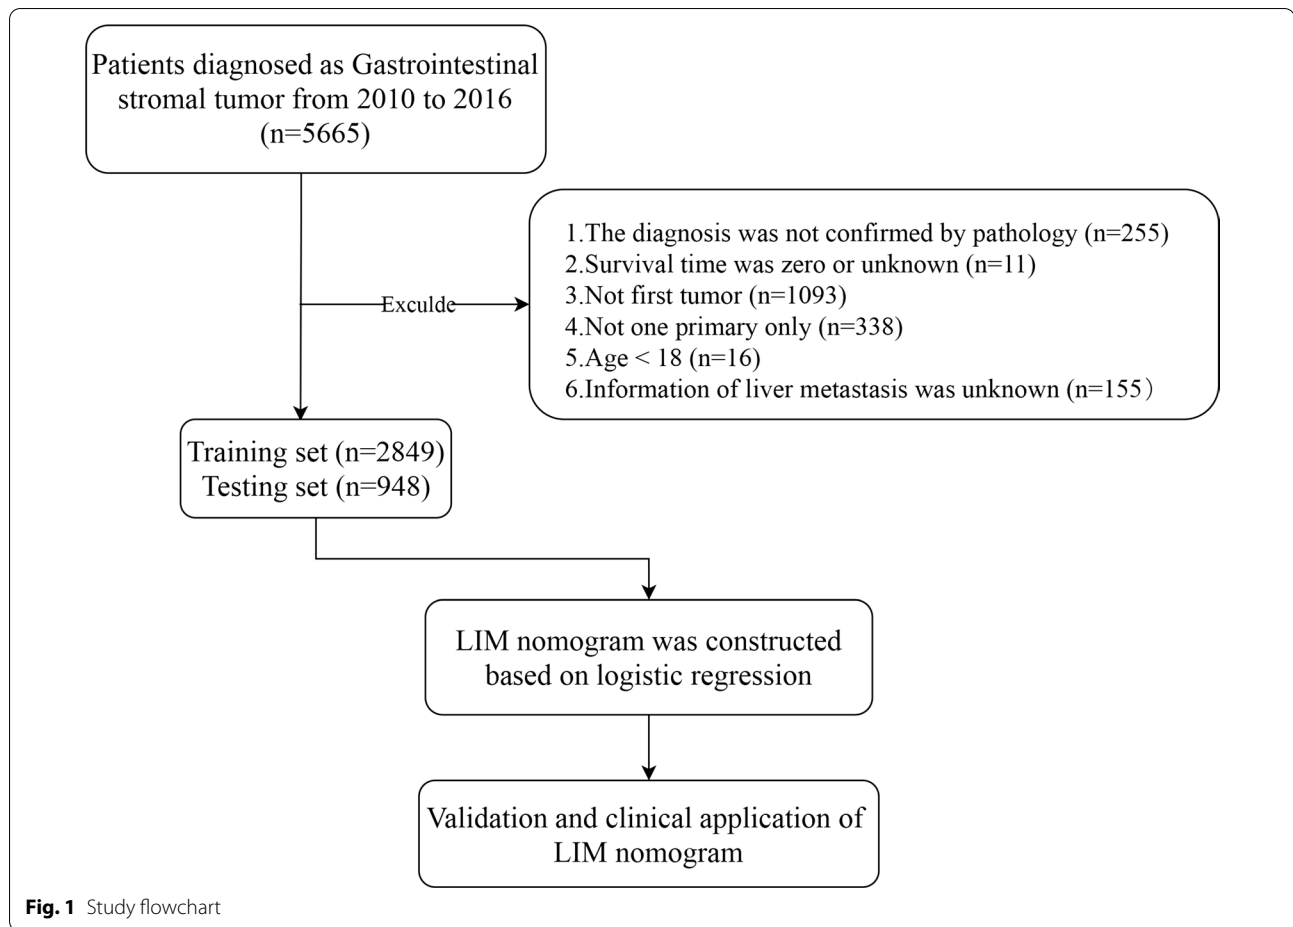 Patients diagnosed as Gastrointestinal
stromal tumor from 2010 to 2016
(n=5665)
1.The diagnosis was not confirmed by pathology (n=255)
2.Survival time was zero or unknown (n=11)
3.Not first tumor (n=1093)
4.Not one primary only (n=338)
5.Age < 18 (n=16)
6.Information of liver metastasis was unknown (n=155）
Exculde
Training set (n=2849)
Testing set (n=948)
LIM nomogram was constructed
based on logistic regression
Validation and clinical application of
LIM nomogram
Fig. 1 Study flowchart